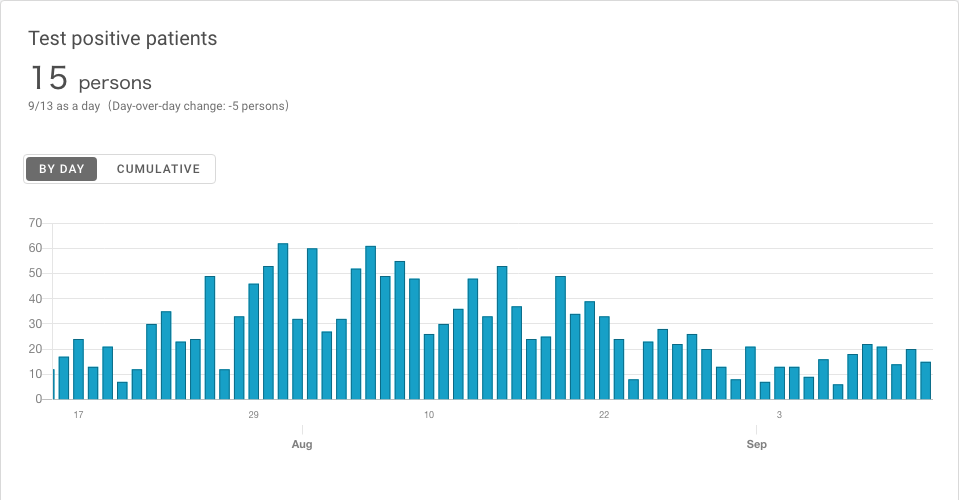 Test positive patients
15 persons
9/13 as a day（Day-over-day change: -5 persons）
BY DAY CUMULATIVE
70
60
50
40
30
20
10
0
17 29 10 22 3
Aug Sep